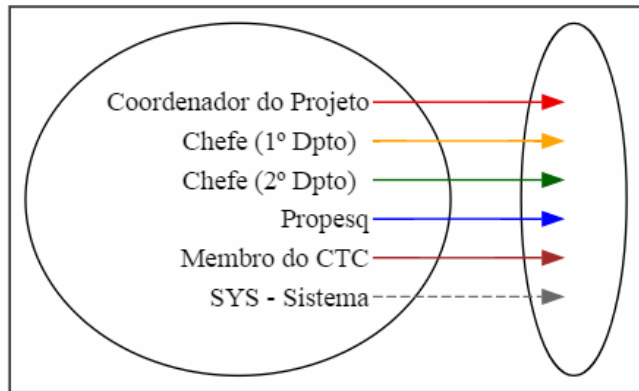 Coordenador do Projeto
Chefe (1º Dpto)
Chefe (2º Dpto)
Propesq
Membro do CTC
SYS - Sistema